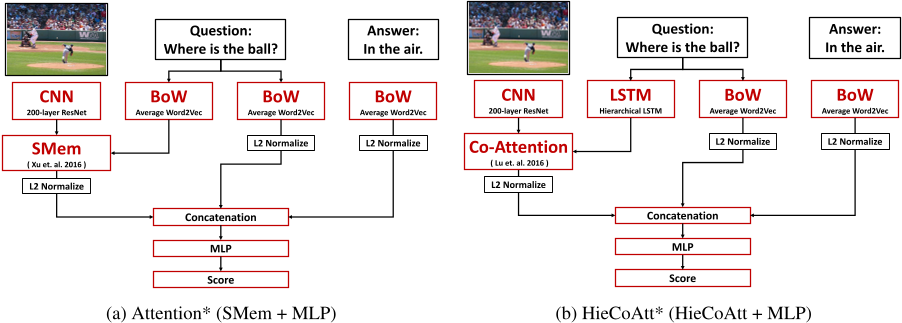 Question:
Where is the ball?
Answer:
In the air.
CNN
200-layer ResNet
BoW
Average Word2Vec
BoW
Average Word2Vec
BoW
Average Word2Vec
SMem
( Xu et. al. 2016 )
L2 Normalize
L2 Normalize
L2 Normalize
Concatenation
MLP
Score
(a) Attention* (SMem + MLP)
Question:
Where is the ball?
Answer:
In the air.
CNN
200-layer ResNet
LSTM
Hierarchical LSTM
BoW
Average Word2Vec
BoW
Average Word2Vec
Co-Attention
( Lu et. al. 2016 )
L2 Normalize
L2 Normalize
L2 Normalize
Concatenation
MLP
Score
(b) HieCoAtt* (HieCoAtt + MLP)